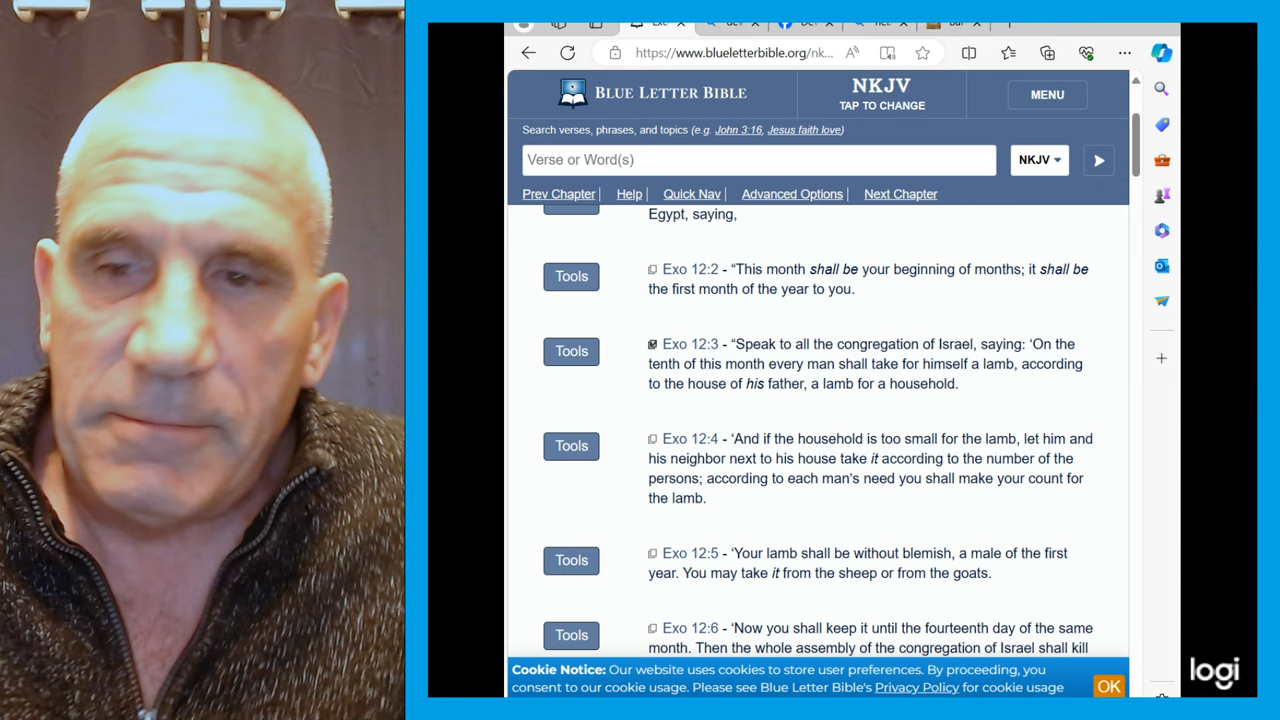 https://www.blueletterbible.org/nk...
BLUE LETTER BIBLE
NKJV
TAP TO CHANGE
MENU
Search verses, phrases, and topics (e.g. John 3:16, Jesus faith love)
Verse or Word(s)
NKJV
Prev Chapter
Help
Quick Nav
Advanced Options
Next Chapter
Egypt, saying,
Tools
Exo 12:2 - “This month shall be your beginning of months; it shall be
the first month of the year to you.
Tools
Exo 12:3 - “Speak to all the congregation of Israel, saying: ‘On the
tenth of this month every man shall take for himself a lamb, according
to the house of his father, a lamb for a household.
Tools
Exo 12:4 - ‘And if the household is too small for the lamb, let him and
his neighbor next to his house take it according to the number of the
persons; according to each man’s need you shall make your count for
the lamb.
Tools
Exo 12:5 - ‘Your lamb shall be without blemish, a male of the first
year. You may take it from the sheep or from the goats.
Tools
Exo 12:6 - ‘Now you shall keep it until the fourteenth day of the same
month. Then the whole assembly of the congregation of Israel shall kill
Cookie Notice: Our website uses cookies to store user preferences. By proceeding, you
consent to our cookie usage. Please see Blue Letter Bible's Privacy Policy for cookie usage
OK
logi